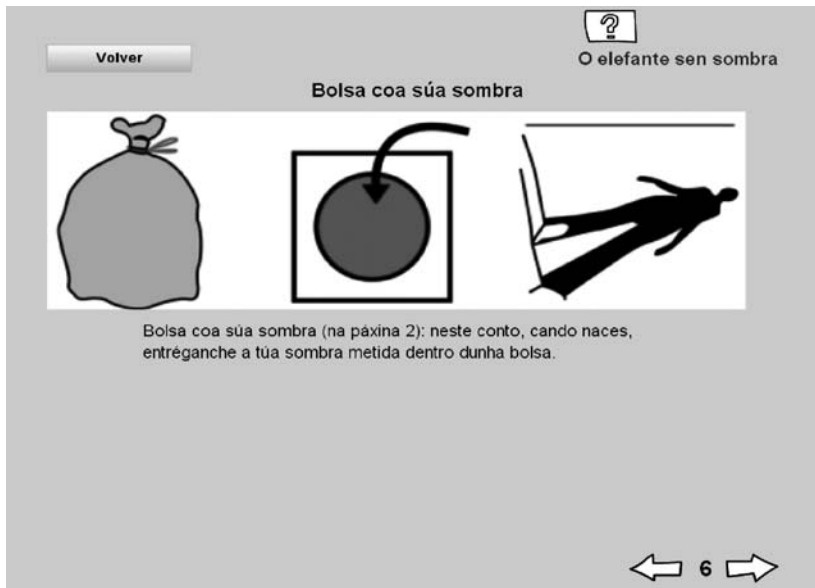 ?
Volver
O elefante sen sombra
Bolsa coa súa sombra
Bolsa coa súa sombra (na páxina 2): neste conto, cando naces,
entréganche a túa sombra metida dentro dunha bolsa.
6